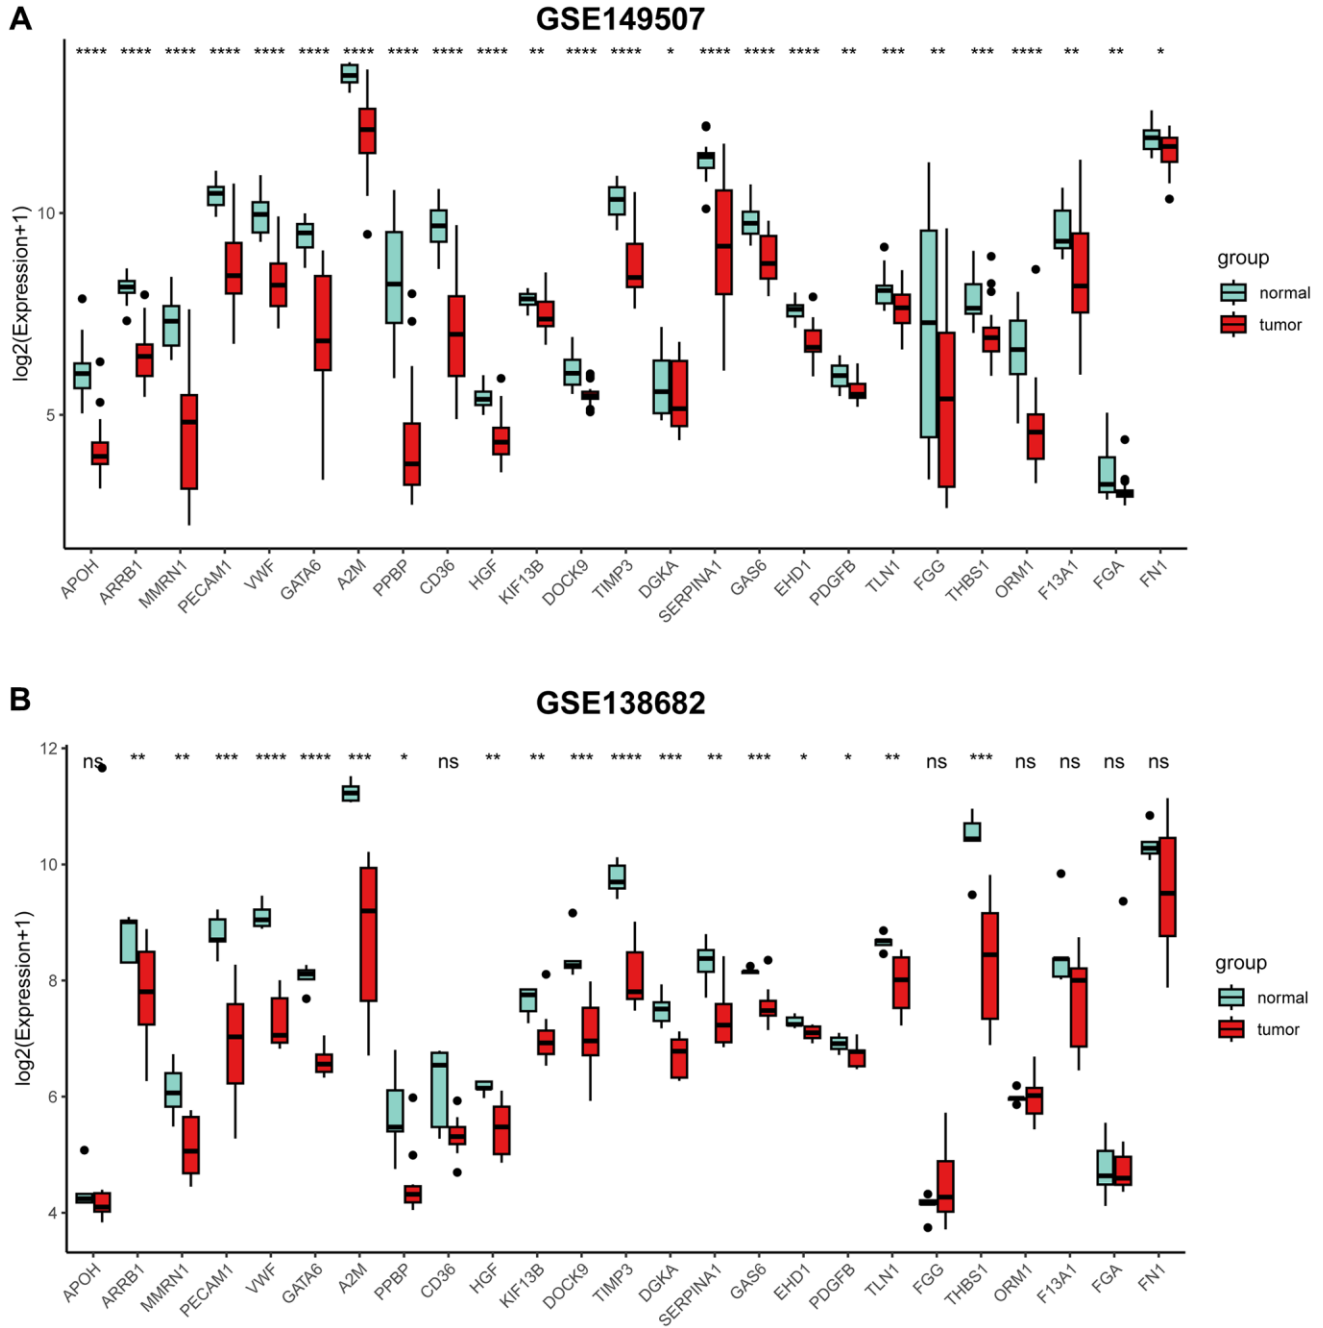 A
GSE149507
**** **** **** **** **** **** **** **** **** **** ** **** **** * **** **** **** ** *** ** *** **** ** ** *
log2(Expression+1)
10
5
APOH ARRB1 MMRN1 PECAM1 VWF GATA6 A2M PPBP CD36 HGF KIF13B DOCK9 TIMP3 DGKA SERPINA1 GAS6 EHD1 PDGFB TLN1 FGG THBS1 ORM1 F13A1 FGA FN1
group
normal
tumor
B
GSE138682
ns ** ** *** **** **** *** * ns ** ** *** **** *** ** *** * * ** ns *** ns ns ns ns
log2(Expression+1)
12
10
8
6
4
APOH ARRB1 MMRN1 PECAM1 VWF GATA6 A2M PPBP CD36 HGF KIF13B DOCK9 TIMP3 DGKA SERPINA1 GAS6 EHD1 PDGFB TLN1 FGG THBS1 ORM1 F13A1 FGA FN1
group
normal
tumor